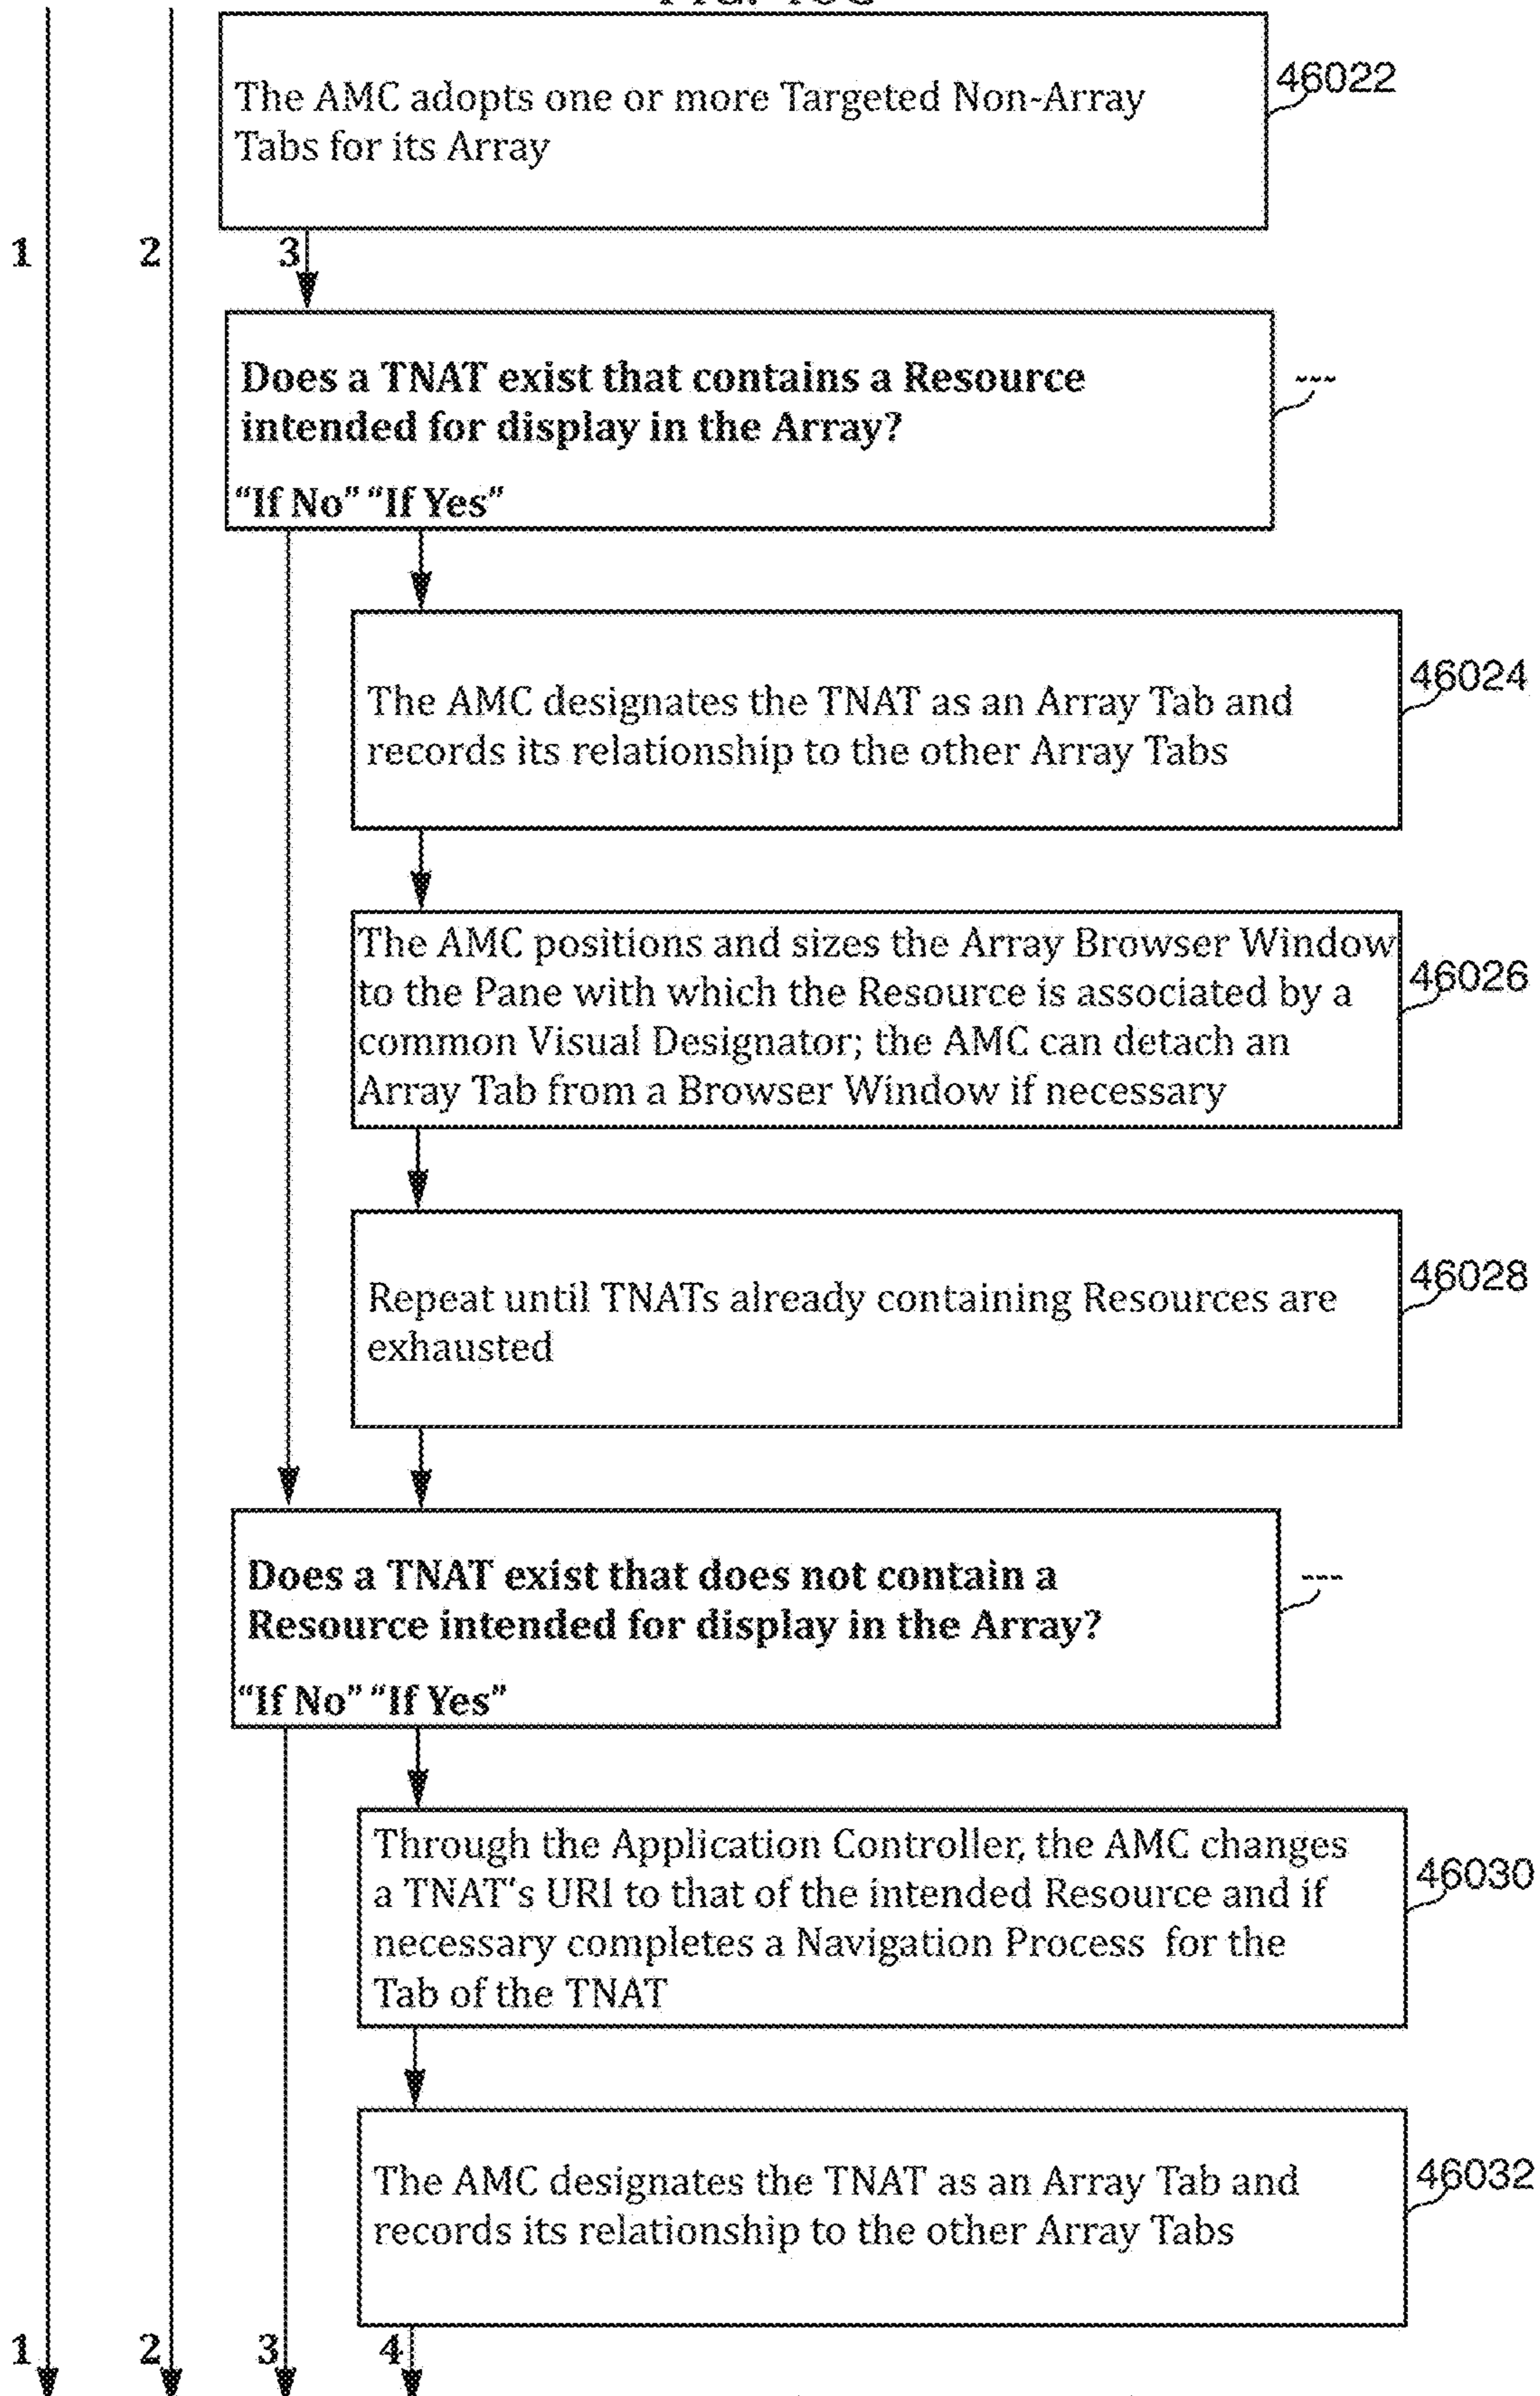 The AMC adopts one or more Targeted Non-Array
Tabs for its Array
46022
1
2
3
Does a TNAT exist that contains a Resource
intended for display in the Array?
"If No" "If Yes"
---
The AMC designates the TNAT as an Array Tab and
records its relationship to the other Array Tabs
46024
The AMC positions and sizes the Array Browser Window
to the Pane with which the Resource is associated by a
common Visual Designator; the AMC can detach an
Array Tab from a Browser Window if necessary
46026
Repeat until TNATs already containing Resources are
exhausted
46028
Does a TNAT exist that does not contain a
Resource intended for display in the Array?
"If No" "If Yes"
---
Through the Application Controller, the AMC changes
a TNAT's URI to that of the intended Resource and if
necessary completes a Navigation Process for the
Tab of the TNAT
46030
The AMC designates the TNAT as an Array Tab and
records its relationship to the other Array Tabs
46032
1
2
3
4